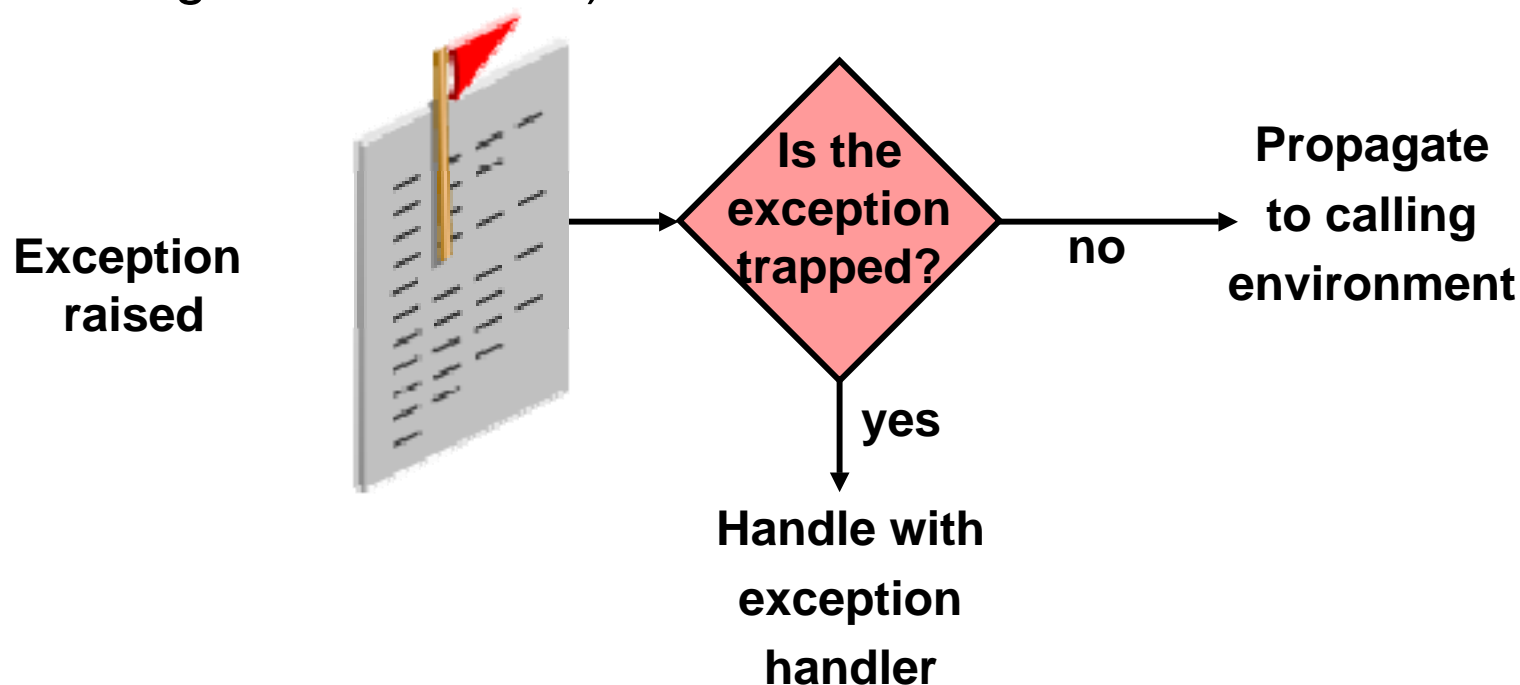 Exception
raised
Is the
exception
trapped?
no
Propagate
to calling
environment
yes
Handle with
exception
handler